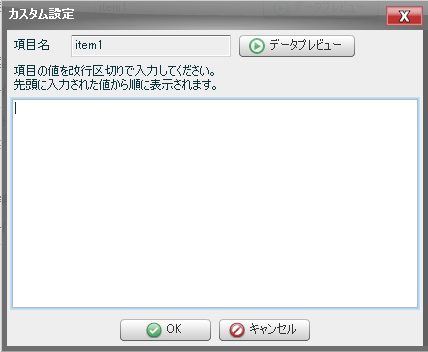 カスタム設定
X
項目名 item1 データプレビュー
項目の値を改行区切りで入力してください。
先頭に入力された値から順に表示されます。
OK キャンセル